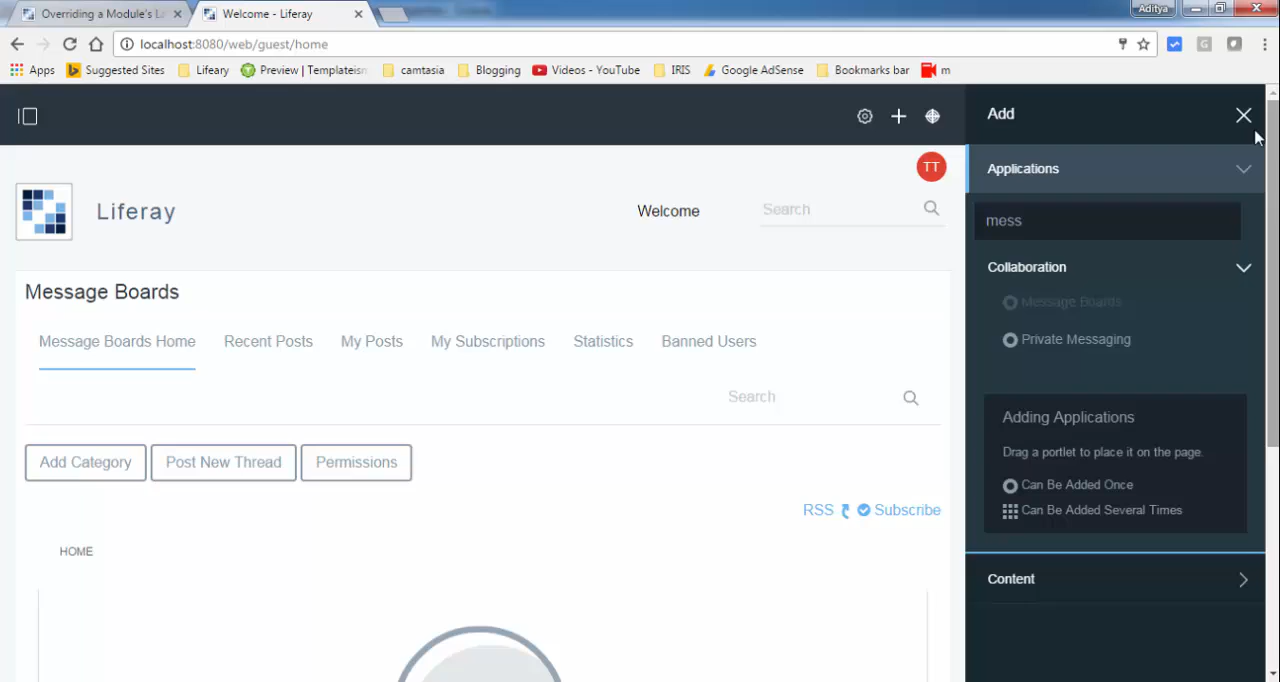 Overriding a Module's La
Welcome - Liferay
Aditya
localhost:8080/web/guest/home
Apps
Suggested Sites
Lifeary
Preview | Templateism
camtasia
Blogging
Videos - YouTube
IRIS
Google AdSense
Bookmarks bar
m
Add
Applications
TT
Liferay
Welcome
Search
mess
Collaboration
Message Boards
Message Boards
Private Messaging
Message Boards Home
Recent Posts
My Posts
My Subscriptions
Statistics
Banned Users
Search
Adding Applications
Drag a portlet to place it on the page.
Can Be Added Once
Can Be Added Several Times
Add Category
Post New Thread
Permissions
RSS
Subscribe
HOME
Content